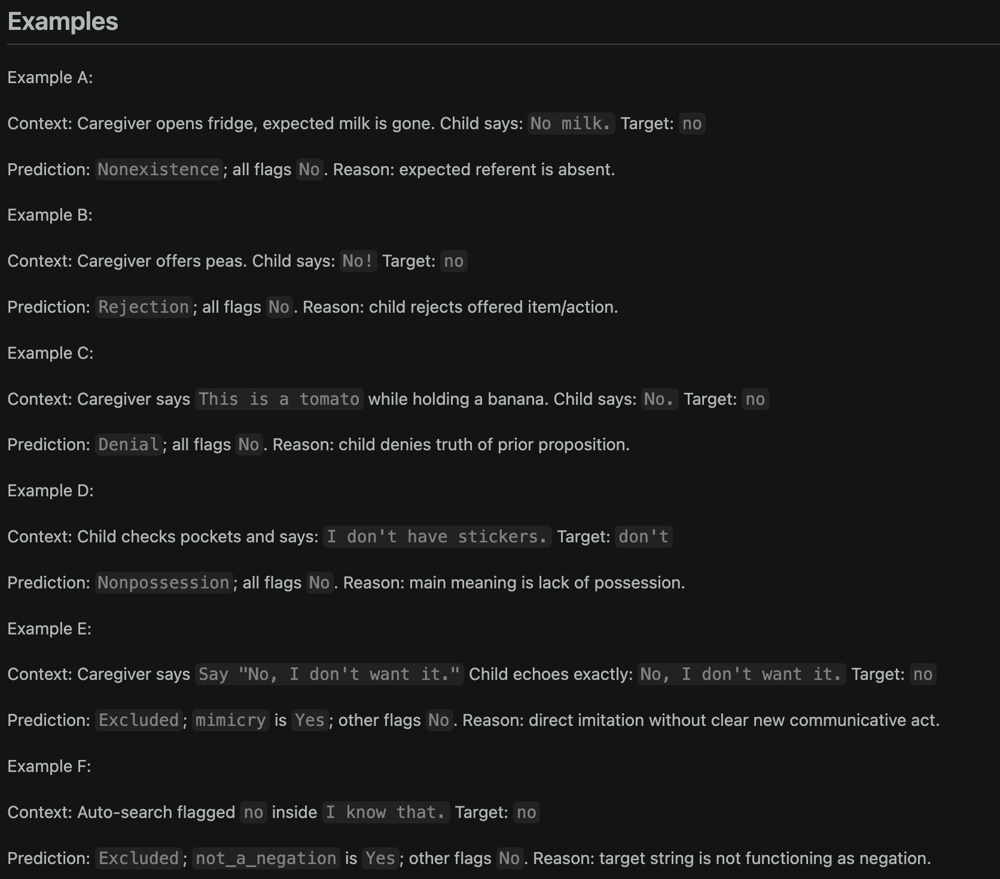 Examples
Example A:
Context: Caregiver opens fridge, expected milk is gone. Child says: No milk. Target: no
Prediction: Nonexistence; all flags No. Reason: expected referent is absent.
Example B:
Context: Caregiver offers peas. Child says: No! Target: no
Prediction: Rejection; all flags No. Reason: child rejects offered item/action.
Example C:
Context: Caregiver says This is a tomato while holding a banana. Child says: No. Target: no
Prediction: Denial; all flags No. Reason: child denies truth of prior proposition.
Example D:
Context: Child checks pockets and says: I don't have stickers. Target: don't
Prediction: Nonpossession; all flags No. Reason: main meaning is lack of possession.
Example E:
Context: Caregiver says Say "No, I don't want it." Child echoes exactly: No, I don't want it. Target: no
Prediction: Excluded; mimicry is Yes; other flags No. Reason: direct imitation without clear new communicative act.
Example F:
Context: Auto-search flagged no inside I know that. Target: no
Prediction: Excluded; not_a_negation is Yes; other flags No. Reason: target string is not functioning as negation.